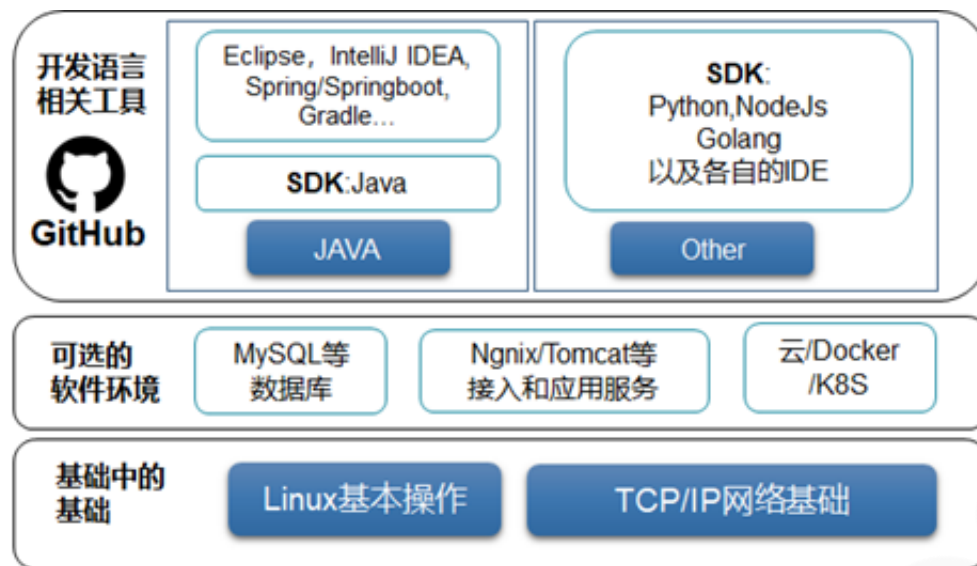 开发语言
相关工具
GitHub
Eclipse，IntelliJ IDEA,
Spring/Springboot,
Gradle...
SDK:Java
JAVA
SDK:
Python,NodeJs
Golang
以及各自的IDE
Other
可选的
软件环境
MySQL等
数据库
Ngnix/Tomcat等
接入和应用服务
云/Docker
/K8S
基础中的
基础
Linux基本操作
TCP/IP网络基础